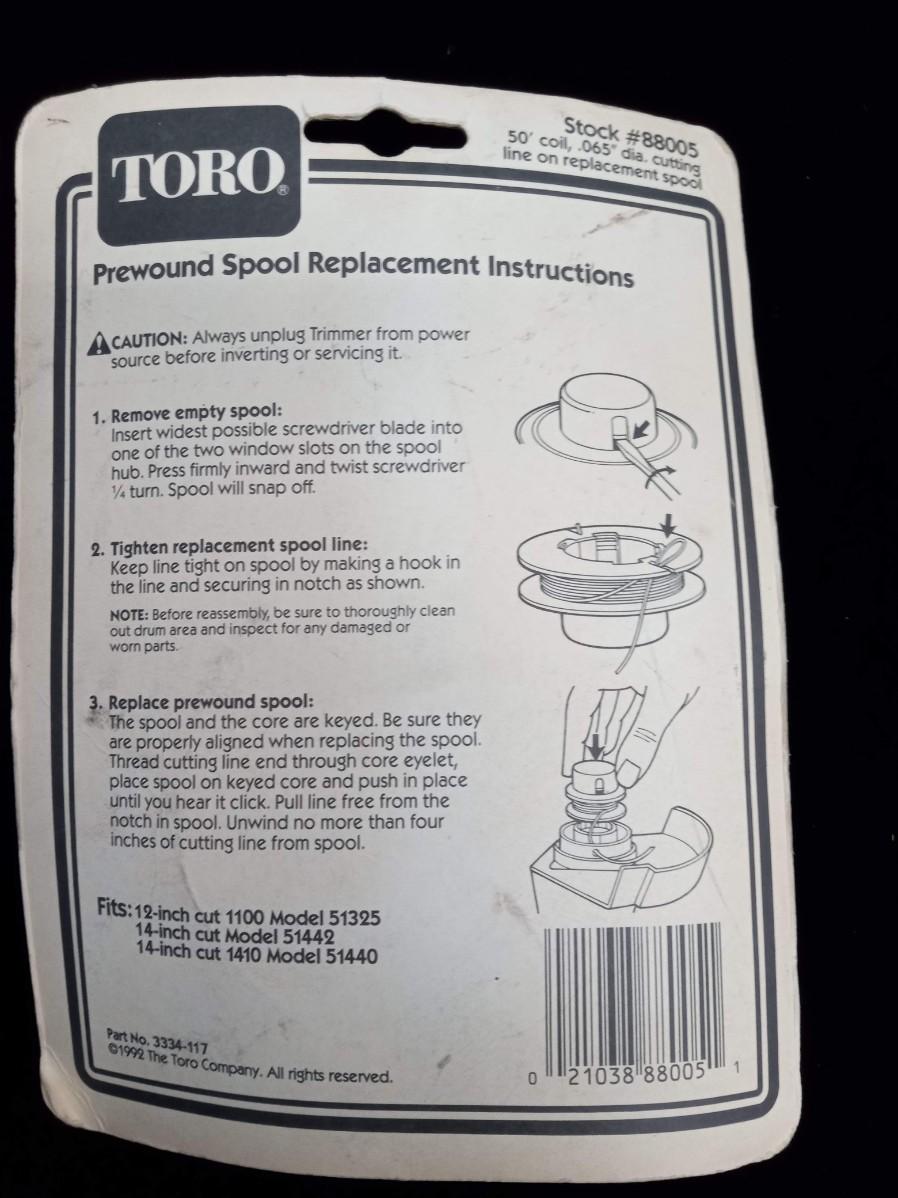 TORO®
Stock #88005
50' coil, .065" dia. cutting
line on replacement spool
Prewound Spool Replacement Instructions
CAUTION: Always unplug Trimmer from power
source before inverting or servicing it.
1. Remove empty spool:
Insert widest possible screwdriver blade into
one of the two window slots on the spool
hub. Press firmly inward and twist screwdriver
¼ turn. Spool will snap off.
2. Tighten replacement spool line:
Keep line tight on spool by making a hook in
the line and securing in notch as shown.
NOTE: Before reassembly, be sure to thoroughly clean
out drum area and inspect for any damaged or
worn parts.
3. Replace prewound spool:
The spool and the core are keyed. Be sure they
are properly aligned when replacing the spool.
Thread cutting line end through core eyelet,
place spool on keyed core and push in place
until you hear it click. Pull line free from the
notch in spool. Unwind no more than four
inches of cutting line from spool.
Fits: 12-inch cut 1100 Model 51325
14-inch cut Model 51442
14-inch cut 1410 Model 51440
Part No. 3334-117
©1992 The Toro Company. All rights reserved.
0 21038 88005 1